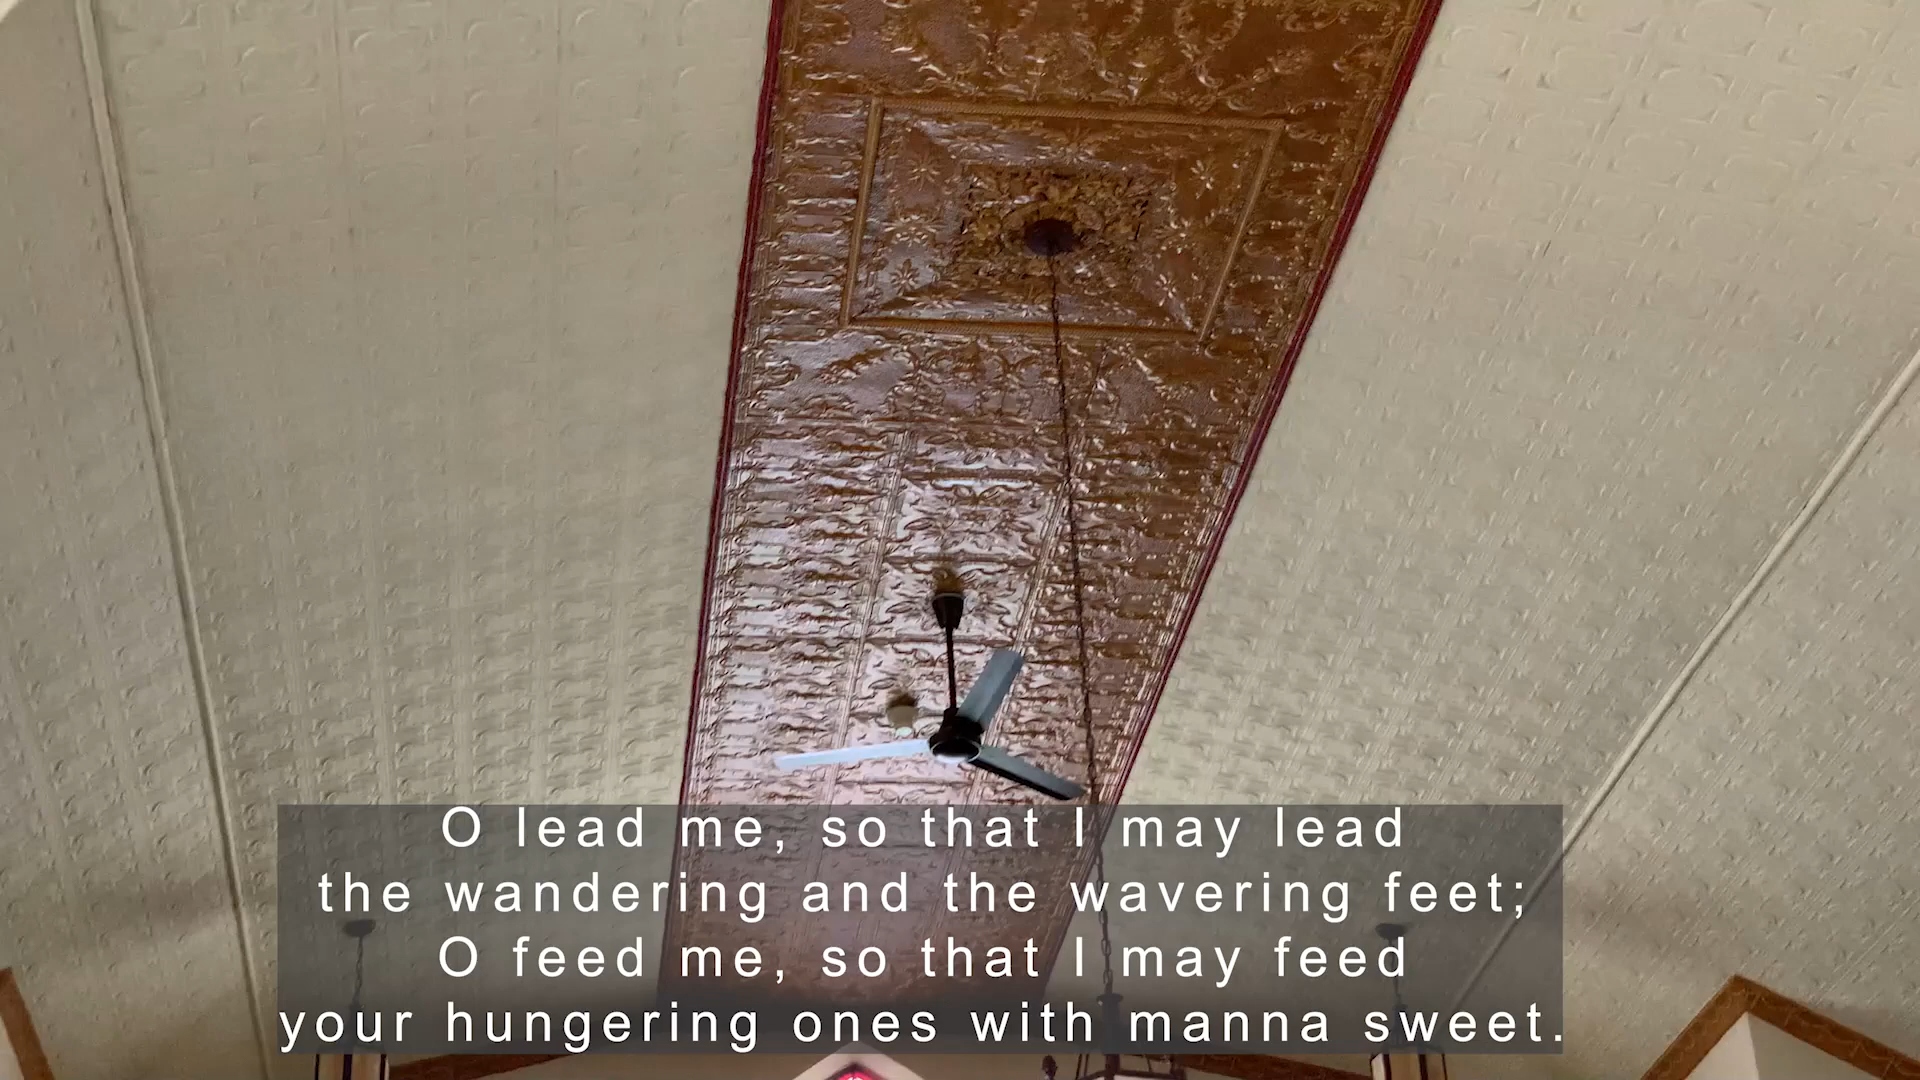 O lead me, so that I may lead
the wandering and the wavering feet;
O feed me, so that I may feed
your hungering ones with manna sweet.